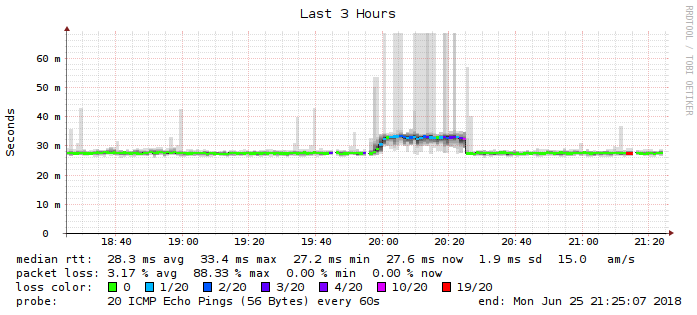 Last 3 Hours
RRDTOOL / TOBI OETIKER
Seconds
60 m
50 m
40 m
30 m
20 m
10 m
0
18:40 19:00 19:20 19:40 20:00 20:20 20:40 21:00 21:20
median rtt: 28.3 ms avg 33.4 ms max 27.2 ms min 27.6 ms now 1.9 ms sd 15.0 am/s
packet loss: 3.17 % avg 88.33 % max 0.00 % min 0.00 % now
loss color: 0 1/20 2/20 3/20 4/20 10/20 19/20
probe: 20 ICMP Echo Pings (56 Bytes) every 60s end: Mon Jun 25 21:25:07 2018